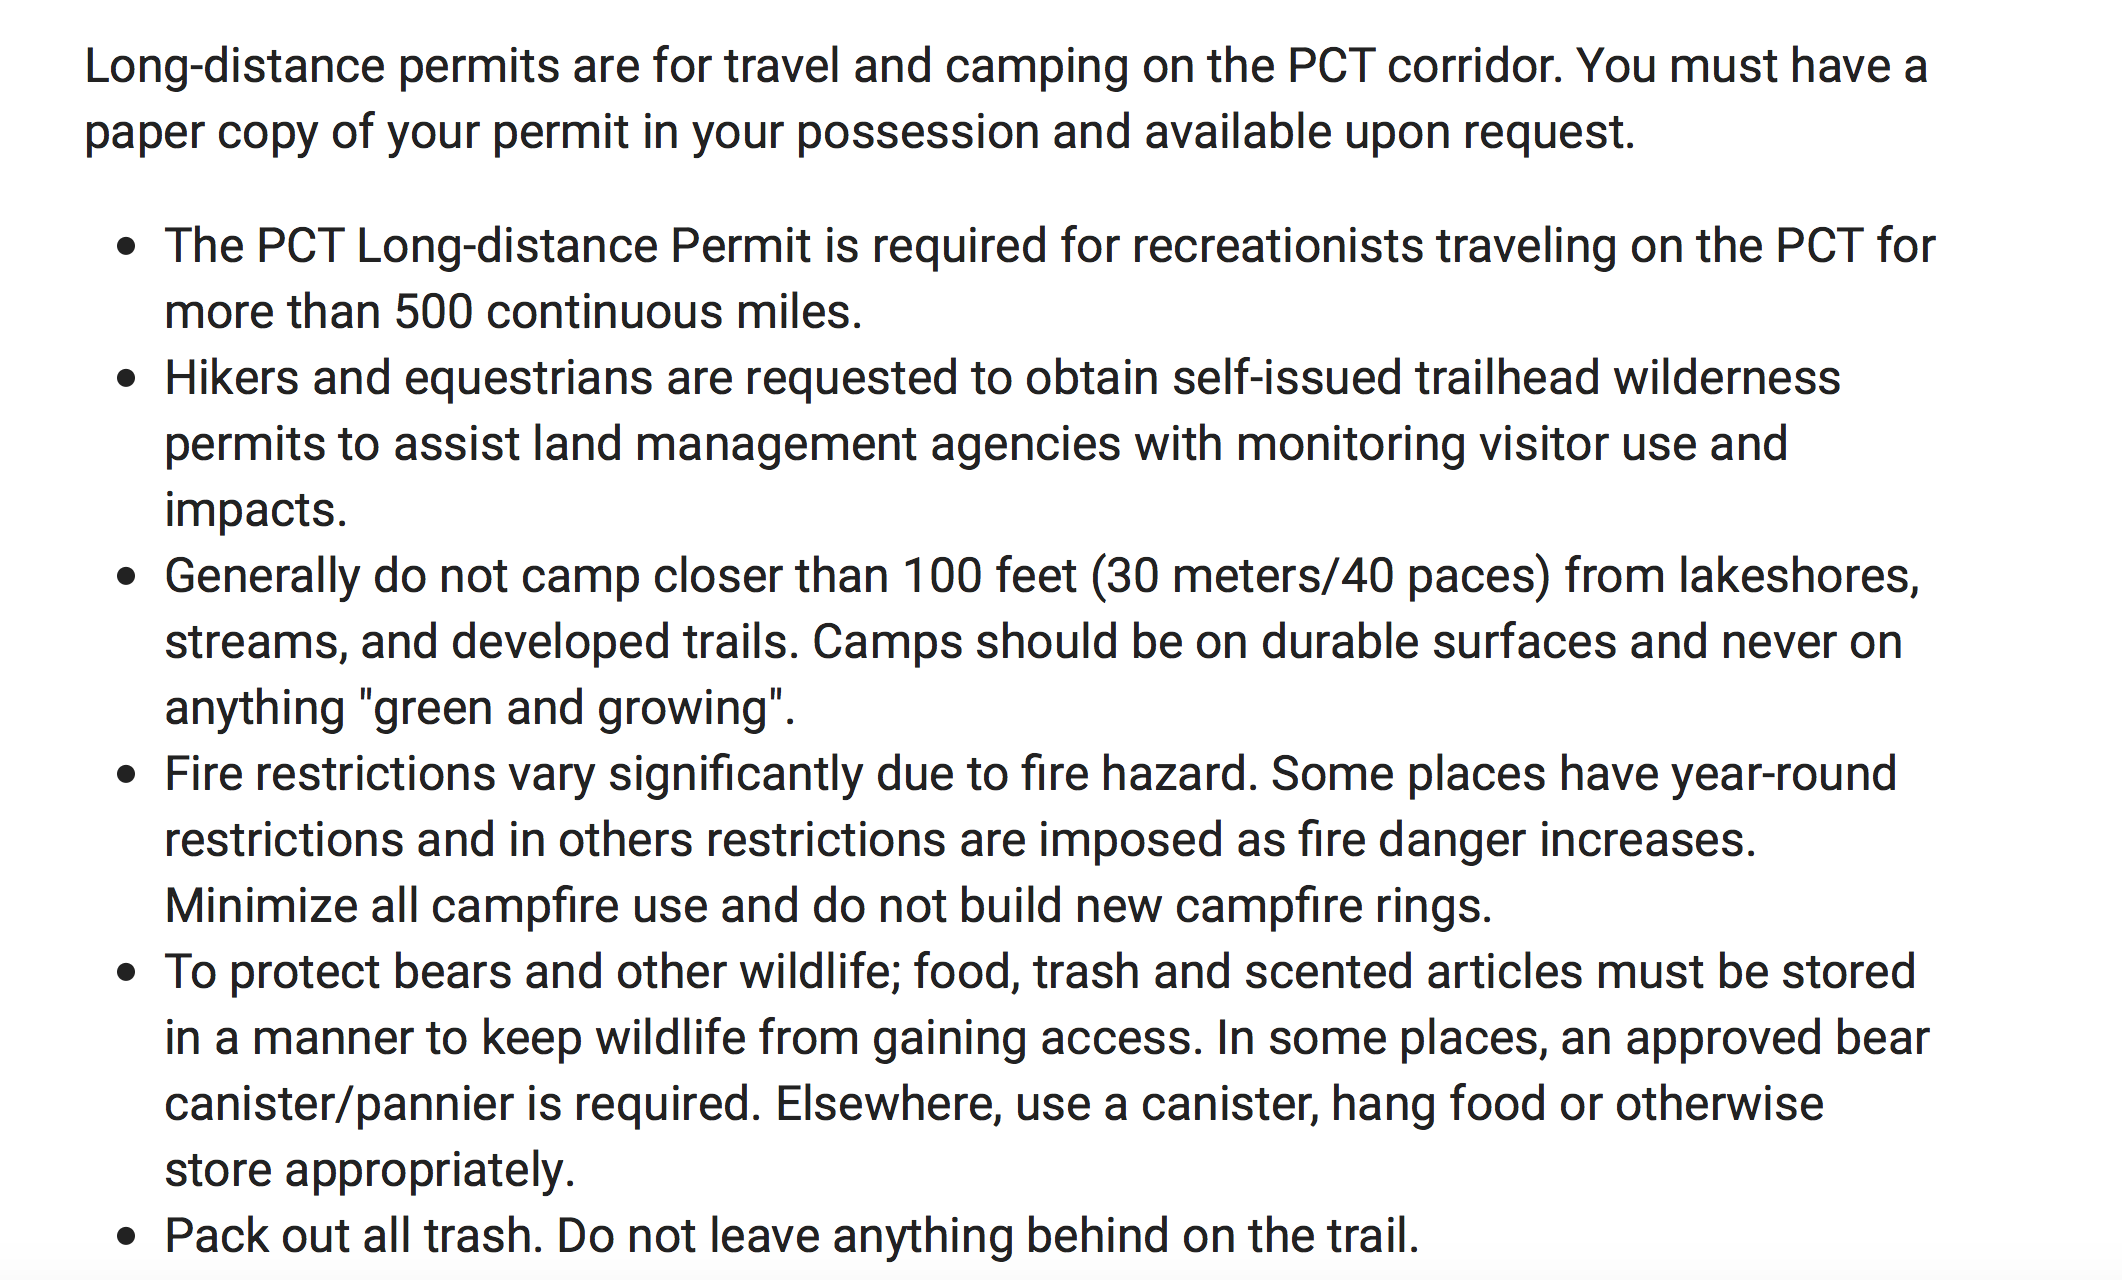 Long-distance permits are for travel and camping on the PCT corridor. You must have a
paper copy of your permit in your possession and available upon request.
• The PCT Long-distance Permit is required for recreationists traveling on the PCT for
more than 500 continuous miles.
• Hikers and equestrians are requested to obtain self-issued trailhead wilderness
permits to assist land management agencies with monitoring visitor use and
impacts.
• Generally do not camp closer than 100 feet (30 meters/40 paces) from lakeshores,
streams, and developed trails. Camps should be on durable surfaces and never on
anything "green and growing".
• Fire restrictions vary significantly due to fire hazard. Some places have year-round
restrictions and in others restrictions are imposed as fire danger increases.
Minimize all campfire use and do not build new campfire rings.
• To protect bears and other wildlife; food, trash and scented articles must be stored
in a manner to keep wildlife from gaining access. In some places, an approved bear
canister/pannier is required. Elsewhere, use a canister, hang food or otherwise
store appropriately.
• Pack out all trash. Do not leave anything behind on the trail.